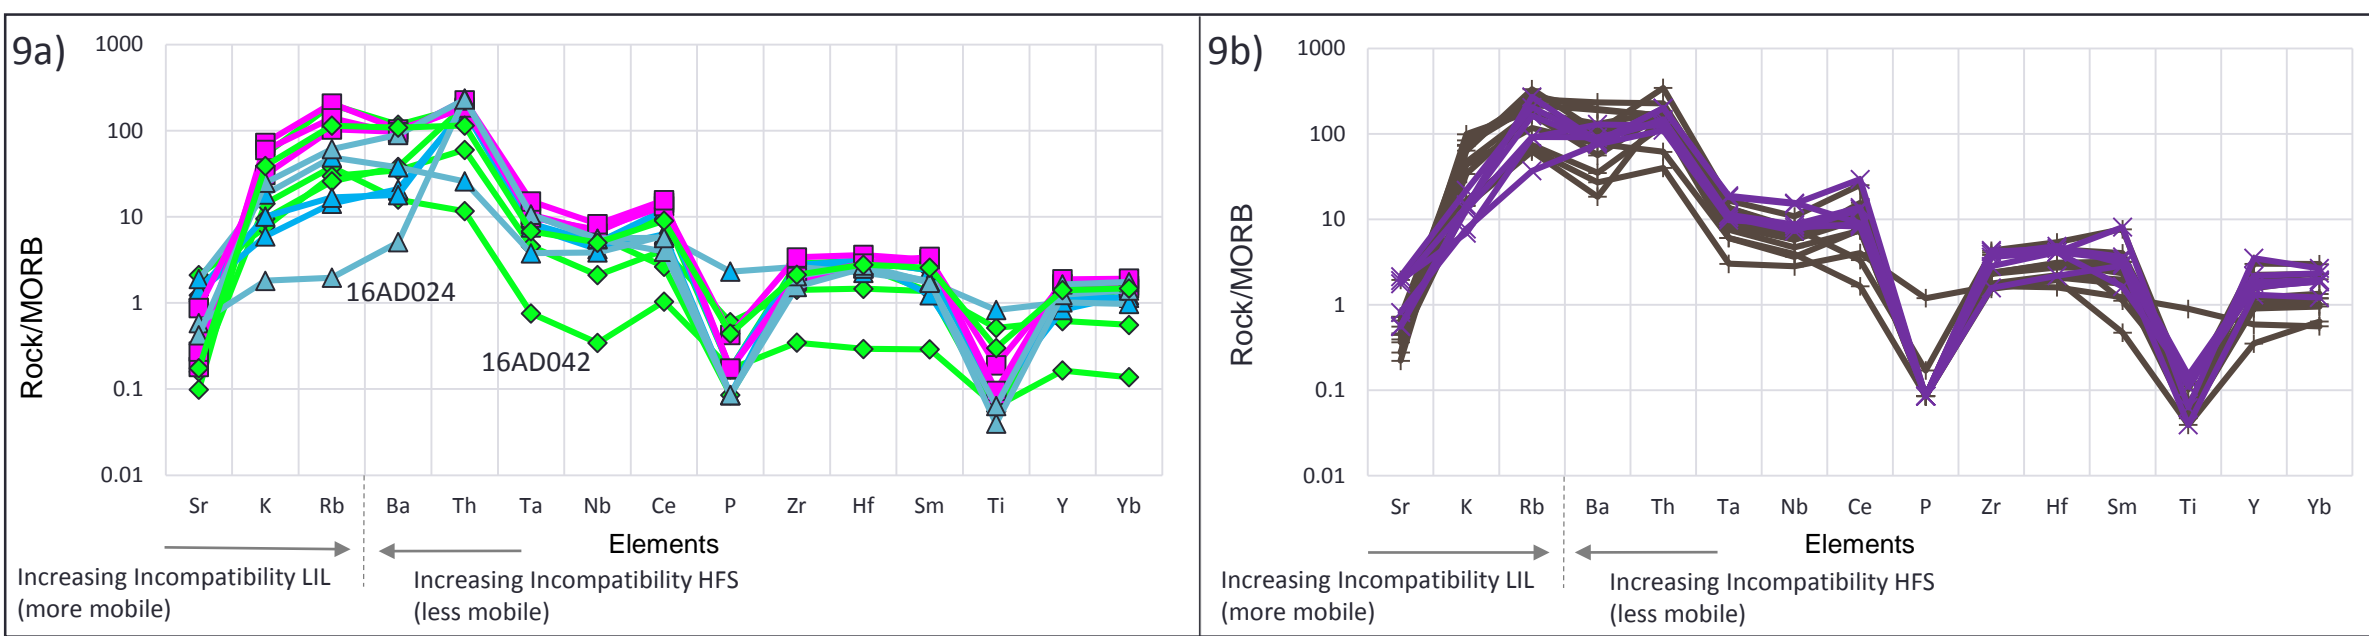 9a)
1000
100
10
1
0.1
0.01
Rock/MORB
16AD024
16AD042
Sr K Rb Ba Th Ta Nb Ce P Zr Hf Sm Ti Y Yb
Elements
Increasing Incompatibility LIL
(more mobile)
Increasing Incompatibility HFS
(less mobile)
9b)
1000
100
10
1
0.1
0.01
Rock/MORB
Sr K Rb Ba Th Ta Nb Ce P Zr Hf Sm Ti Y Yb
Elements
Increasing Incompatibility LIL
(more mobile)
Increasing Incompatibility HFS
(less mobile)